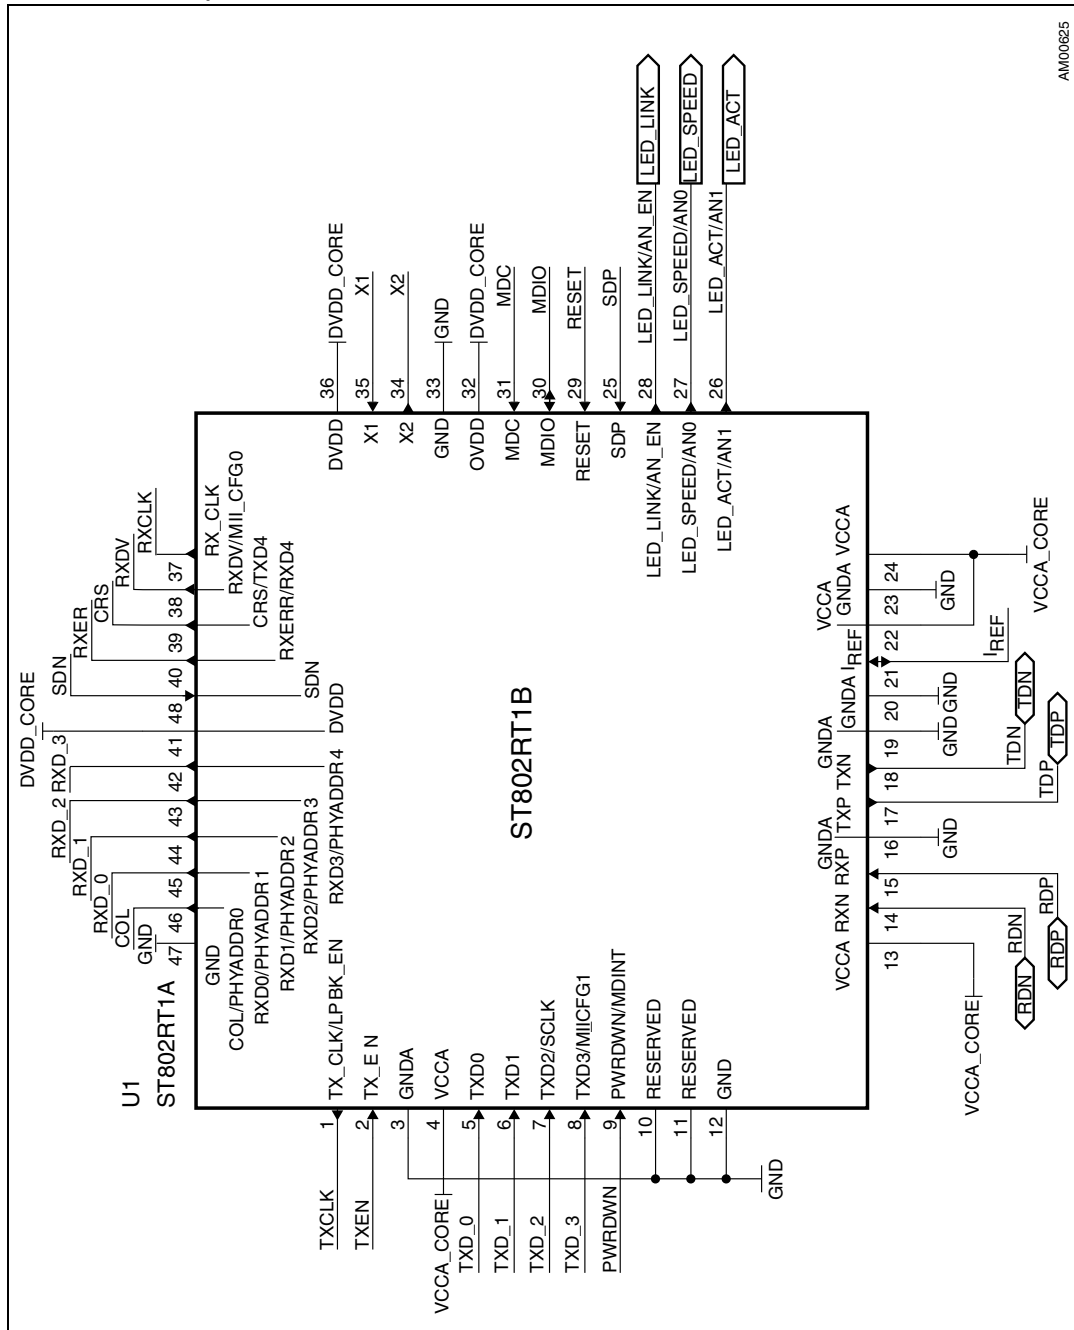 AM00625
U1
ST802RT1A
ST802RT1B
DVDD_CORE
GND
COL
RXD_0
RXD_1
RXD_2
RXD_3
SDN
RXER
CRS
RXDV
RXCLK
47
46
45
44
43
42
41
48
40
39
38
37
GND
COL/PHYADDR0
RXD0/PHYADDR1
RXD1/PHYADDR2
RXD2/PHYADDR3
RXD3/PHYADDR4
DVDD
SDN
RXERR/RXD4
CRS/TXD4
RXDV/MII_CFG0
RX_CLK
TXCLK
1
TX_CLK/LPBK_EN
TXEN
2
TX_E N
3
GNDA
VCCA_CORE
4
VCCA
TXD_0
5
TXD0
TXD_1
6
TXD1
TXD_2
7
TXD2/SCLK
TXD_3
8
TXD3/MII_CFG1
PWRDWN
9
PWRDWN/MDINT
10
RESERVED
11
RESERVED
12
GND
GND
DVDD
36
DVDD_CORE
X1
35
X1
X2
34
X2
GND
33
GND
OVDD
32
DVDD_CORE
MDC
31
MDC
MDIO
30
MDIO
RESET
29
RESET
SDP
25
SDP
LED_LINK/AN_EN
28
LED_LINK/AN_EN
LED_LINK
LED_SPEED/AN0
27
LED_SPEED/AN0
LED_SPEED
LED_ACT/AN1
26
LED_ACT/AN1
LED_ACT
VCCA
RXN
RXP
GNDA
TXP
TXN
GNDA
GNDA
IREF
VCCA
GNDA
VCCA
13
14
15
16
17
18
19
20
21
22
23
24
VCCA_CORE
RDN
RDN
RDP
RDP
GND
TDP
TDP
TDN
TDN
GND
GND
IREF
GND
VCCA_CORE